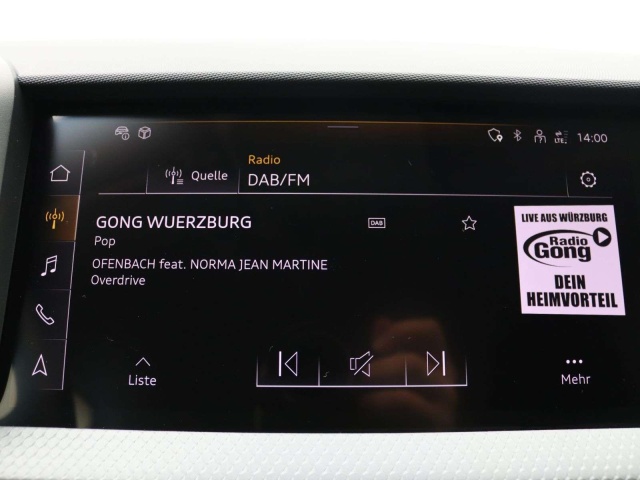 LTE
14:00
Radio
Quelle
DAB/FM
GONG WUERZBURG
DAB
Pop
OFENBACH feat. NORMA JEAN MARTINE
Overdrive
LIVE AUS WÜRZBURG
Radio
Gong
DEIN
HEIMVORTEIL
Liste
Mehr